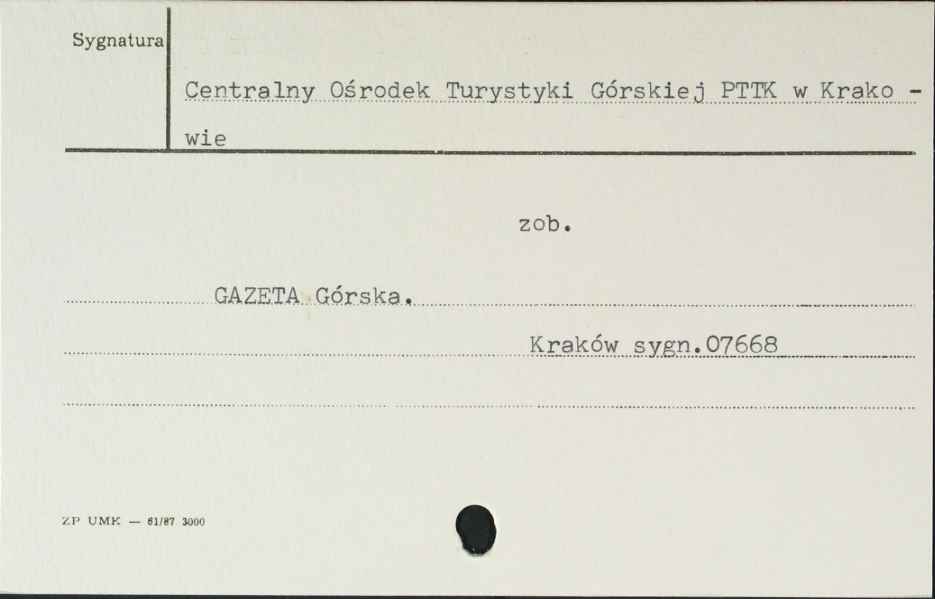 Sygnatura
Centralny Ośrodek Turystyki Górskiej PTTK w Krako -
wie
zob.
GAZETA Górska.
Kraków sygn.07668
ZP UMK — 61/87 3000